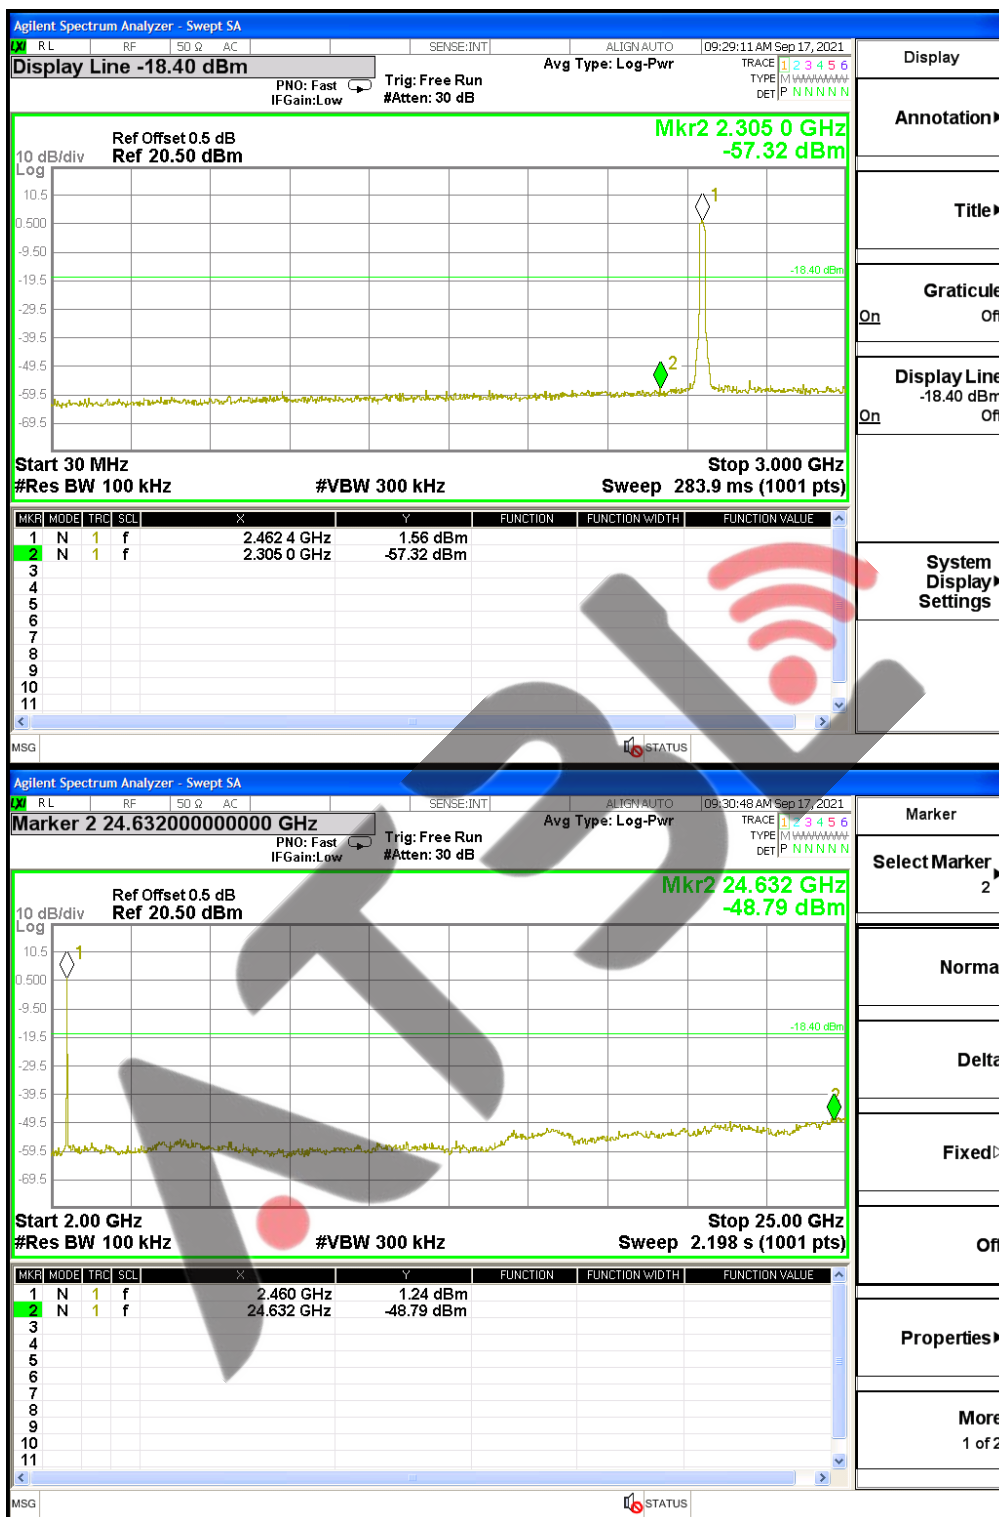 Agilent Spectrum Analyzer - Swept SA
LXI RL RF 50 Ω AC SENSE:INT ALIGN AUTO 09:29:11 AM Sep 17, 2021
Display Line -18.40 dBm
PNO: Fast
IFGain:Low
Trig: Free Run
#Atten: 30 dB
Avg Type: Log-Pwr
TRACE 1 2 3 4 5 6
TYPE M WWWWW
DET P N N N N N
Ref Offset 0.5 dB
10 dB/div Ref 20.50 dBm
Log
Mkr2 2.305 0 GHz
-57.32 dBm
10.5
0.500
-9.50
-19.5
-29.5
-39.5
-49.5
-59.5
-69.5
1
2
-18.40 dBm
Start 30 MHz Stop 3.000 GHz
#Res BW 100 kHz #VBW 300 kHz Sweep 283.9 ms (1001 pts)
MKR MODE TRC SCL X Y FUNCTION FUNCTION WIDTH FUNCTION VALUE
1 N 1 f 2.462 4 GHz 1.56 dBm
2 N 1 f 2.305 0 GHz -57.32 dBm
3
4
5
6
7
8
9
10
11
MSG STATUS
Display
Annotation
Title
Graticule
On Off
Display Line
-18.40 dBm
On Off
System
Display
Settings
Agilent Spectrum Analyzer - Swept SA
LXI RL RF 50 Ω AC SENSE:INT ALIGN AUTO 09:30:48 AM Sep 17, 2021
Marker 2 24.632000000000 GHz
PNO: Fast
IFGain:Low
Trig: Free Run
#Atten: 30 dB
Avg Type: Log-Pwr
TRACE 1 2 3 4 5 6
TYPE M WWWWW
DET P N N N N N
Ref Offset 0.5 dB
10 dB/div Ref 20.50 dBm
Log
Mkr2 24.632 GHz
-48.79 dBm
10.5
0.500
-9.50
-19.5
-29.5
-39.5
-49.5
-59.5
-69.5
1
2
-18.40 dBm
Start 2.00 GHz Stop 25.00 GHz
#Res BW 100 kHz #VBW 300 kHz Sweep 2.198 s (1001 pts)
MKR MODE TRC SCL X Y FUNCTION FUNCTION WIDTH FUNCTION VALUE
1 N 1 f 2.460 GHz 1.24 dBm
2 N 1 f 24.632 GHz -48.79 dBm
3
4
5
6
7
8
9
10
11
MSG STATUS
Marker
Select Marker
2
Normal
Delta
Fixed
Off
Properties
More
1 of 2